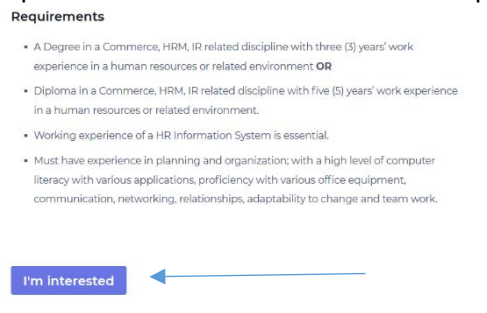 Requirements
• A Degree in a Commerce, HRM, IR related discipline with three (3) years' work
experience in a human resources or related environment OR
• Diploma in a Commerce, HRM, IR related discipline with five (5) years' work experience
in a human resources or related environment.
• Working experience of a HR Information System is essential.
• Must have experience in planning and organization; with a high level of computer
literacy with various applications, proficiency with various office equipment,
communication, networking, relationships, adaptability to change and team work.
I'm interested